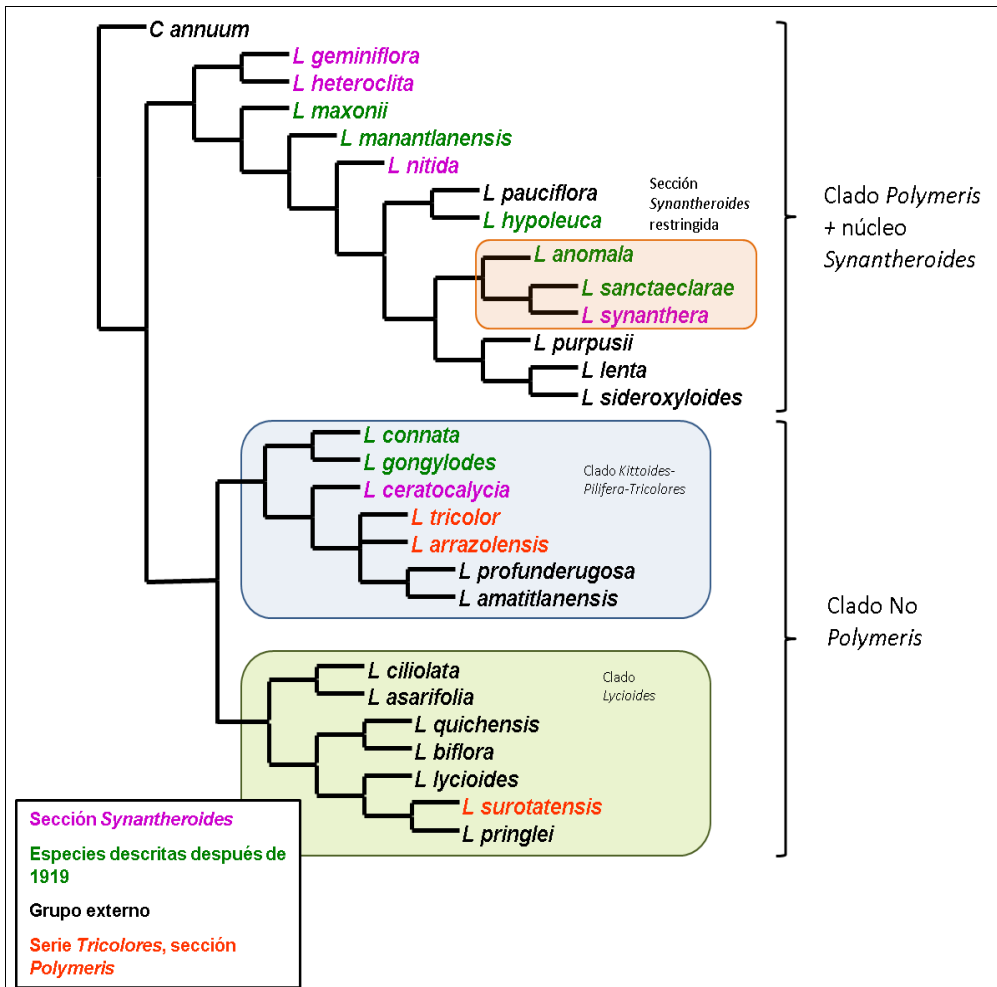 C annuum
L geminiflora
L heteroclita
L maxonii
L manantlanensis
L nitida
L pauciflora
L hypoleuca
Sección
Synantheroides
restringida
L anomala
L sanctaeclarae
L synanthera
L purpusii
L lenta
L sideroxyloides
Clado Polymeris
+ núcleo
Synantheroides
L connata
L gongylodes
L ceratocalycia
L tricolor
L arrazolensis
L profunderugosa
L amatitlanensis
Clado Kittoides-
Pilifera-Tricolores
Clado No
Polymeris
L ciliolata
L asarifolia
L quichensis
L biflora
L lycioides
L surotatensis
L pringlei
Clado
Lycioides
Sección Synantheroides
Especies descritas después de
1919
Grupo externo
Serie Tricolores, sección
Polymeris